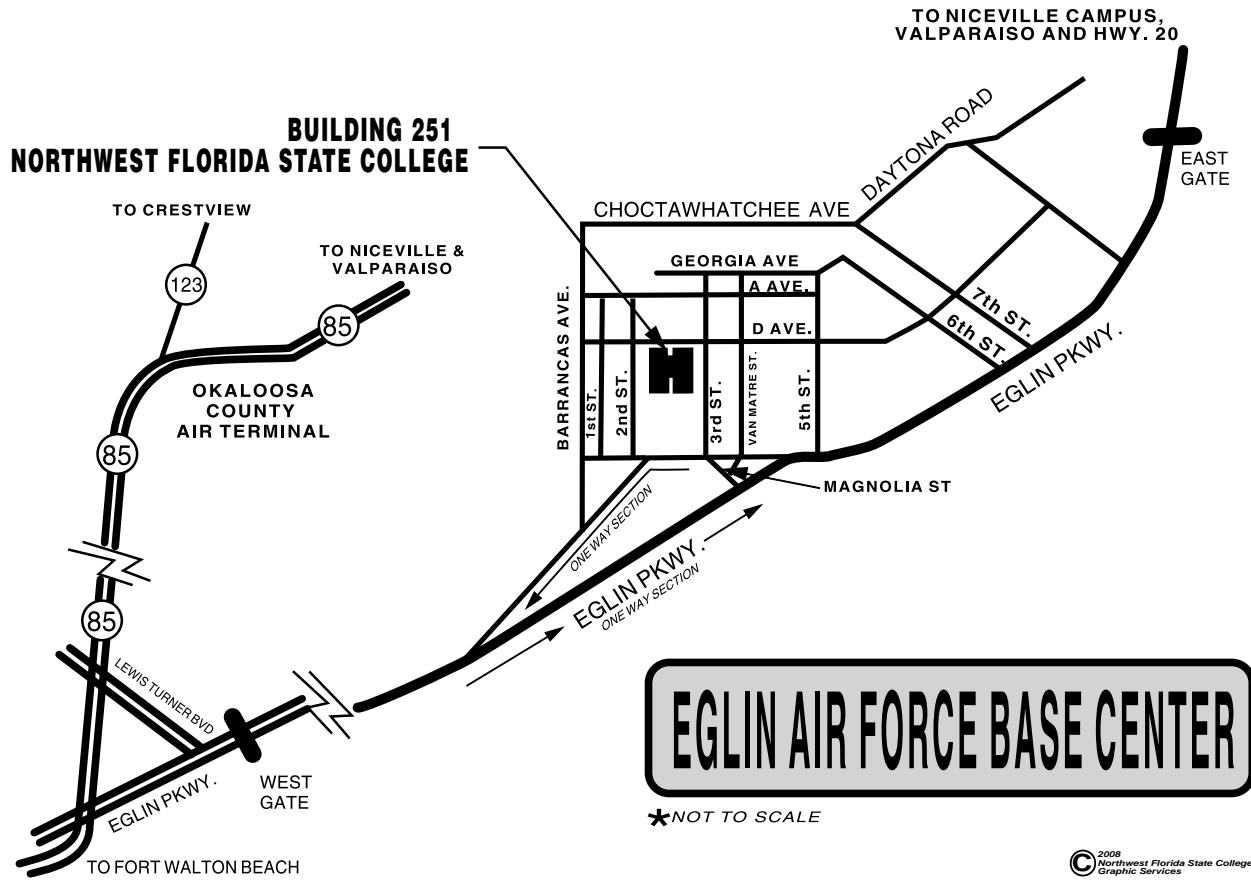 TO NICEVILLE CAMPUS,
VALPARAISO AND HWY. 20
BUILDING 251
NORTHWEST FLORIDA STATE COLLEGE
EAST
GATE
DAYTONA ROAD
TO CRESTVIEW
CHOCTAWHATCHEE AVE
TO NICEVILLE &
VALPARAISO
GEORGIA AVE
123
A AVE.
BARRANCAS AVE.
7th ST.
85
D AVE.
6th ST.
EGLIN PKWY.
OKALOOSA
COUNTY
AIR TERMINAL
1st ST.
2nd ST.
3rd ST.
VAN MATRE ST.
5th ST.
85
MAGNOLIA ST
ONE WAY SECTION
EGLIN PKWY.
ONE WAY SECTION
85
LEWIS TURNER BVD
EGLIN AIR FORCE BASE CENTER
WEST
GATE
EGLIN PKWY.
*NOT TO SCALE
TO FORT WALTON BEACH
© 2008
Northwest Florida State College
Graphic Services